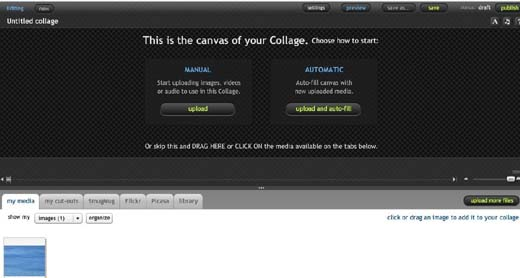 Editing settings preview save as... save status: draft publish
Untitled collage A ?
This is the canvas of your Collage. Choose how to start:
MANUAL AUTOMATIC
Start uploading images, videos Auto-fill canvas with
or audio to use in this Collage. new uploaded media.
upload upload and auto-fill
Or skip this and DRAG HERE or CLICK ON the media available on the tabs below.
my media my cut-outs SmugMug Flickr Picasa library upload more files
show my images (1) organize click or drag an image to add it to your collage